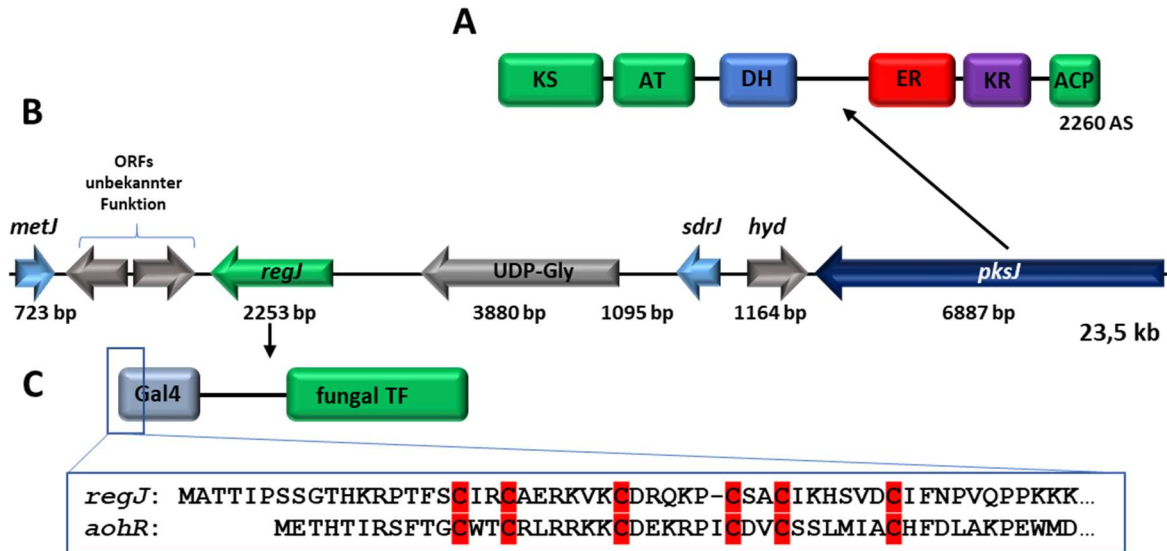 A
KS AT DH ER KR ACP
2260 AS
B
ORFs
unbekannter
Funktion
metJ sdrJ hyd
regJ UDP-Gly pksJ
723 bp 2253 bp 3880 bp 1095 bp 1164 bp 6887 bp
23,5 kb
C
Gal4 fungal TF
regJ: MATTIPSSGTHKRPTFSCIRCAERKVKCDRQKP-CSACIKHSVDCIFNPVQPPKKK...
aohR: METHTIRSFTGCWTCRLRRKKCDEKRPICDVCSSLMIACHFDLAKPEWMD...